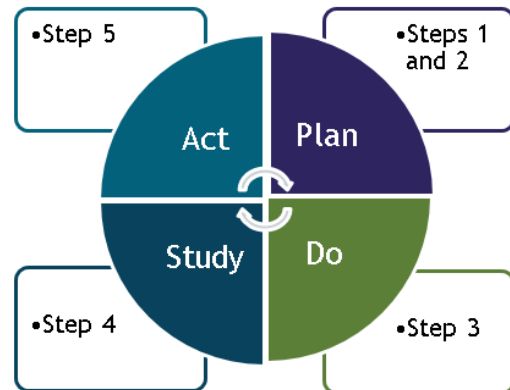 •Step 5
•Steps 1
and 2
Act
Plan
Study
Do
•Step 4
•Step 3